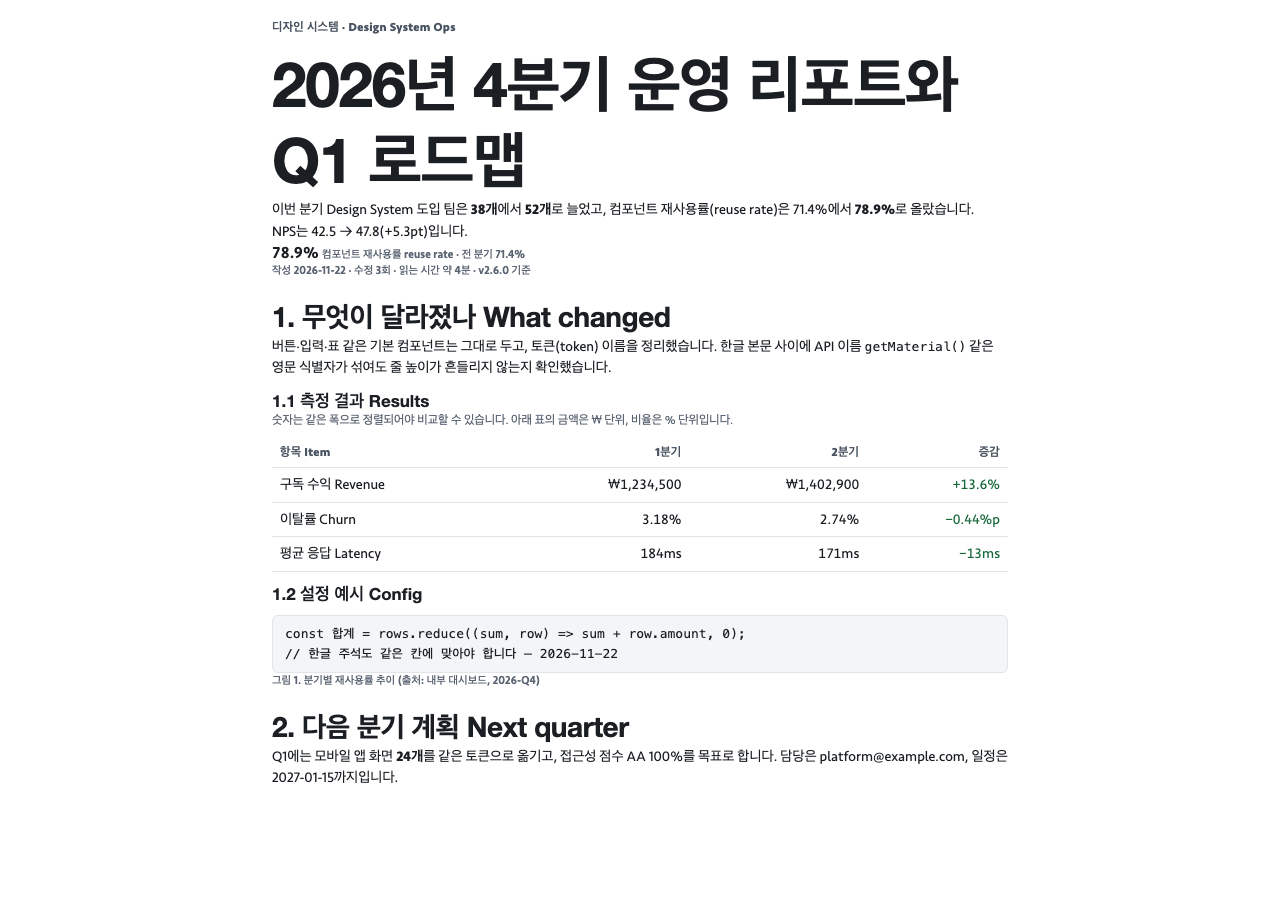 디자인 시스템 · Design System Ops
2026년 4분기 운영 리포트와
Q1 로드맵
이번 분기 Design System 도입 팀은 38개에서 52개로 늘었고, 컴포넌트 재사용률(reuse rate)은 71.4%에서 78.9%로 올랐습니다.
NPS는 42.5 → 47.8(+5.3pt)입니다.
78.9% 컴포넌트 재사용률 reuse rate · 전 분기 71.4%
작성 2026-11-22 · 수정 3회 · 읽는 시간 약 4분 · v2.6.0 기준
1. 무엇이 달라졌나 What changed
버튼·입력·표 같은 기본 컴포넌트는 그대로 두고, 토큰(token) 이름을 정리했습니다. 한글 본문 사이에 API 이름 getMaterial() 같은
영문 식별자가 섞여도 줄 높이가 흔들리지 않는지 확인했습니다.
1.1 측정 결과 Results
숫자는 같은 폭으로 정렬되어야 비교할 수 있습니다. 아래 표의 금액은 ₩ 단위, 비율은 % 단위입니다.
항목 Item 1분기 2분기 증감
구독 수익 Revenue ₩1,234,500 ₩1,402,900 +13.6%
이탈률 Churn 3.18% 2.74% −0.44%p
평균 응답 Latency 184ms 171ms −13ms
1.2 설정 예시 Config
const 합계 = rows.reduce((sum, row) => sum + row.amount, 0);
// 한글 주석도 같은 칸에 맞아야 합니다 — 2026-11-22
그림 1. 분기별 재사용률 추이 (출처: 내부 대시보드, 2026-Q4)
2. 다음 분기 계획 Next quarter
Q1에는 모바일 앱 화면 24개를 같은 토큰으로 옮기고, 접근성 점수 AA 100%를 목표로 합니다. 담당은 platform@example.com, 일정은
2027-01-15까지입니다.